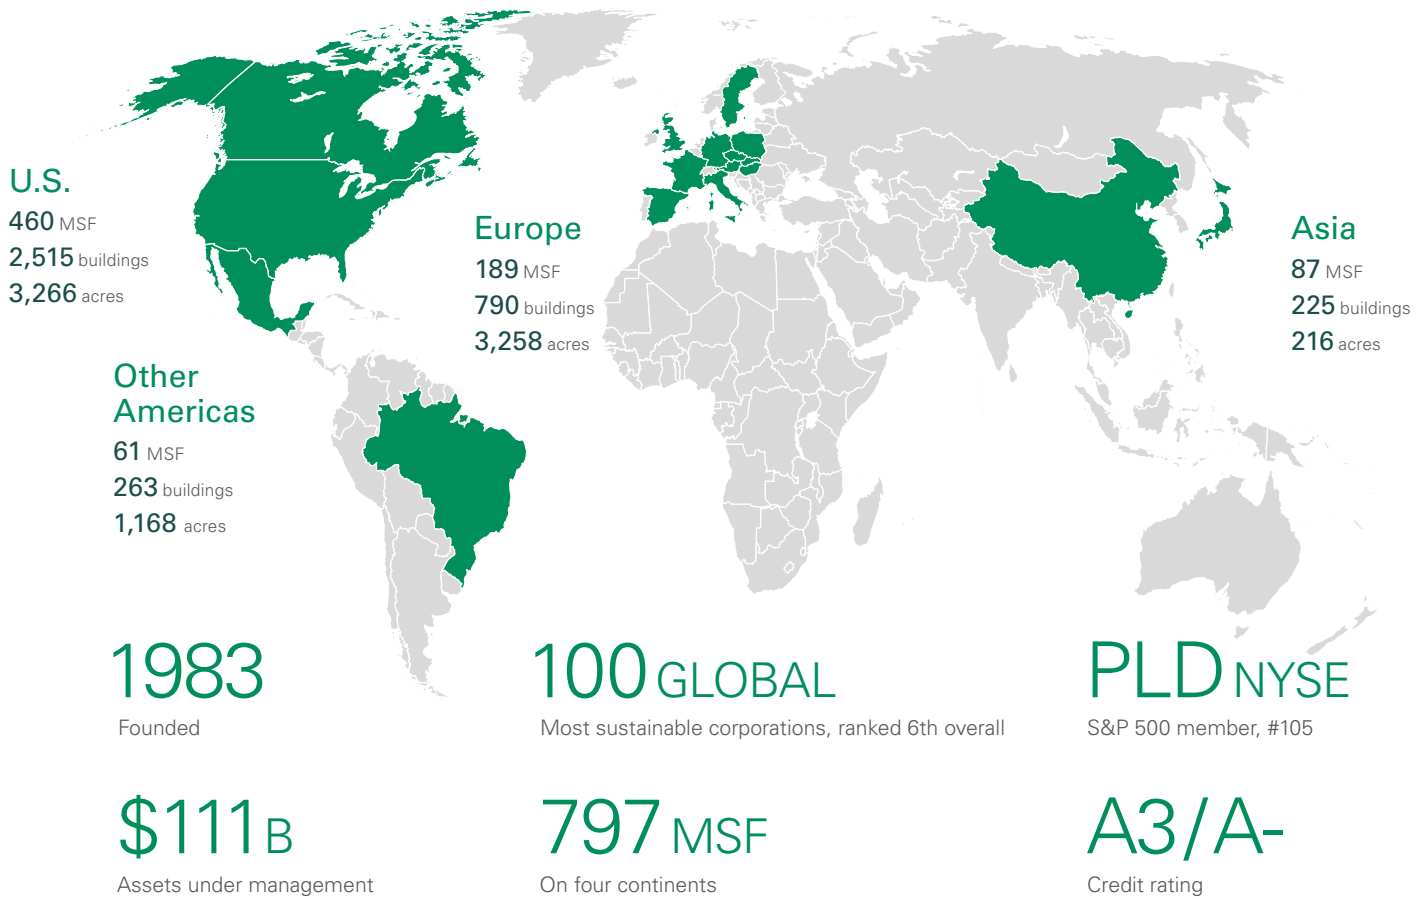 U.S.
460 MSF
2,515 buildings
3,266 acres
Other
Americas
61 MSF
263 buildings
1,168 acres
Europe
189 MSF
790 buildings
3,258 acres
Asia
87 MSF
225 buildings
216 acres
1983
Founded
100 GLOBAL
Most sustainable corporations, ranked 6th overall
PLD NYSE
S&P 500 member, #105
$111 B
Assets under management
797 MSF
On four continents
A3/A-
Credit rating